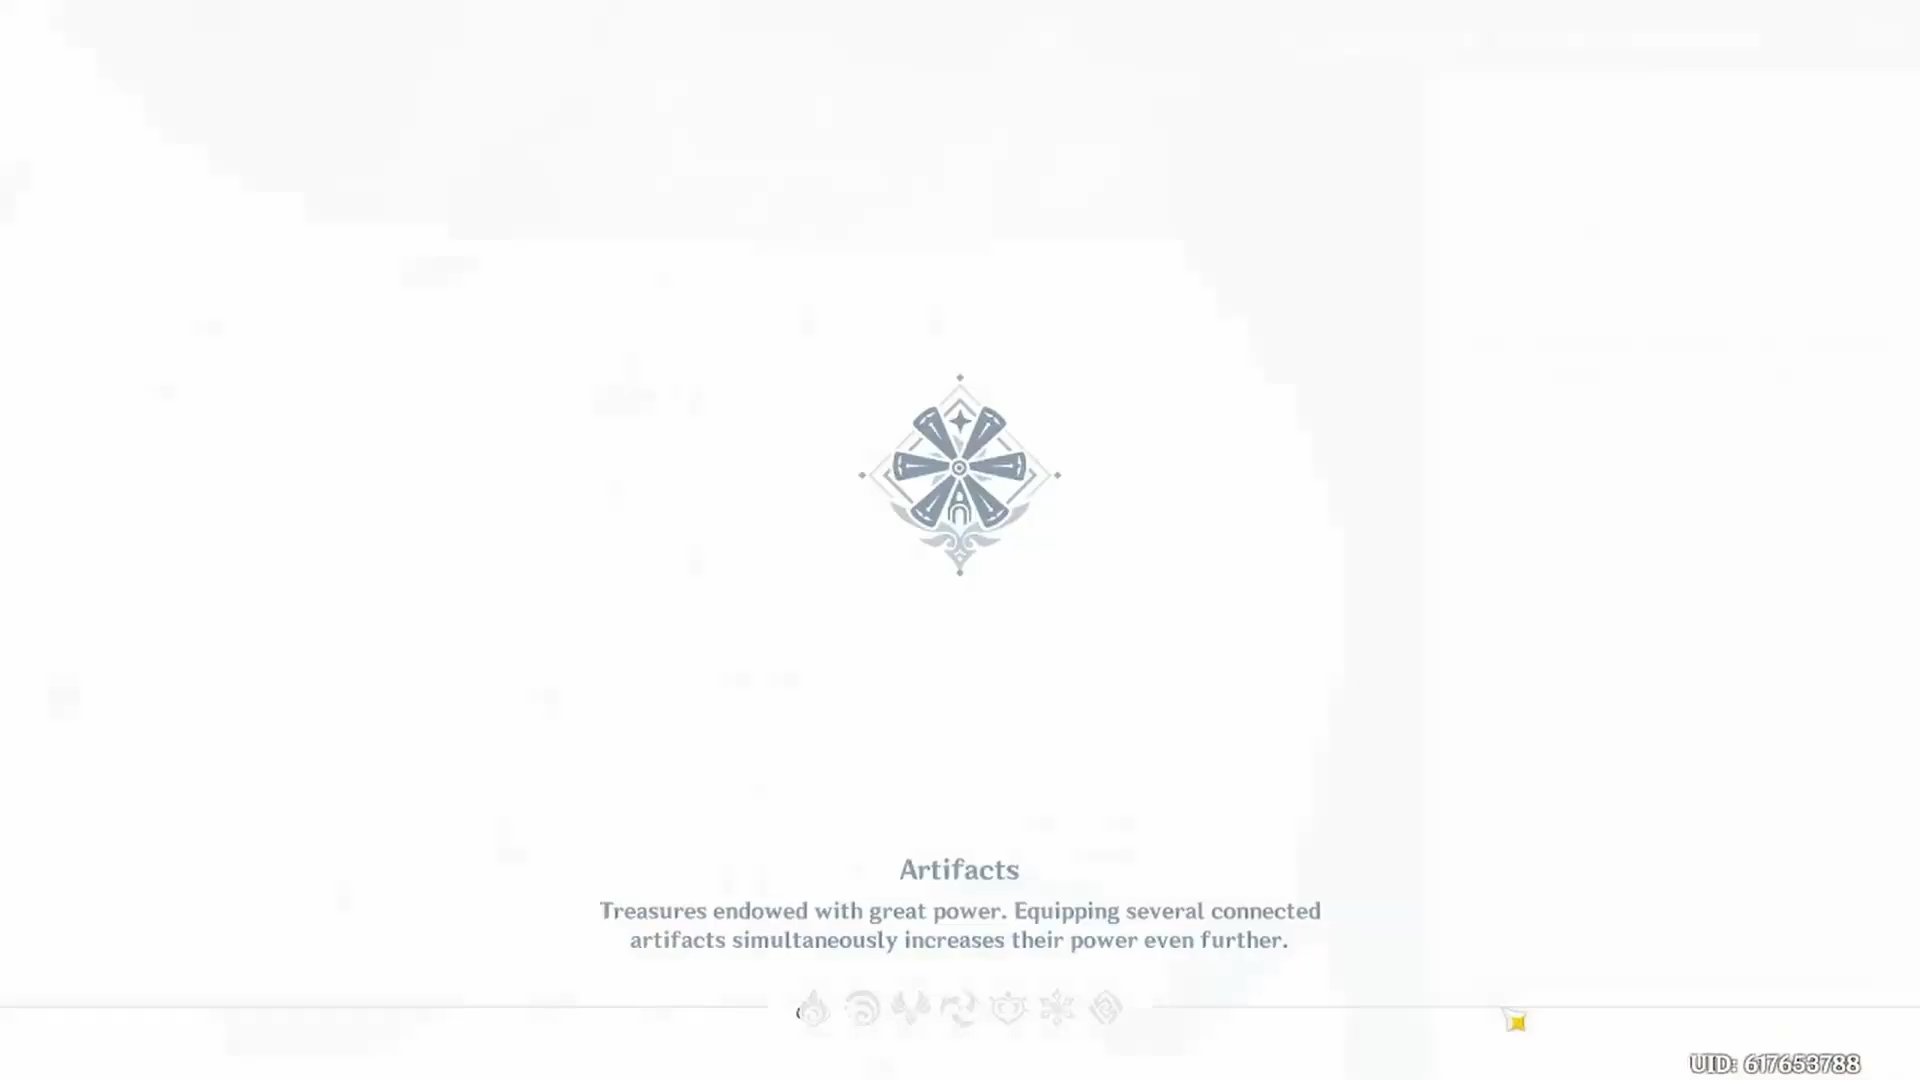 Artifacts
Treasures endowed with great power. Equipping several connected
artifacts simultaneously increases their power even further.
UID: 617653788